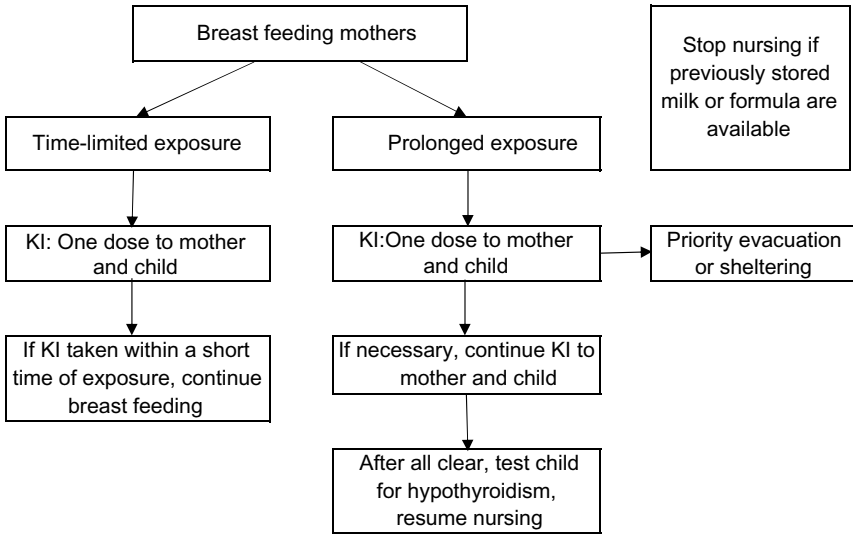 Breast feeding mothers
Stop nursing if
previously stored
milk or formula are
available
Time-limited exposure
Prolonged exposure
KI: One dose to mother
and child
KI:One dose to mother
and child
Priority evacuation
or sheltering
If KI taken within a short
time of exposure, continue
breast feeding
If necessary, continue KI to
mother and child
After all clear, test child
for hypothyroidism,
resume nursing